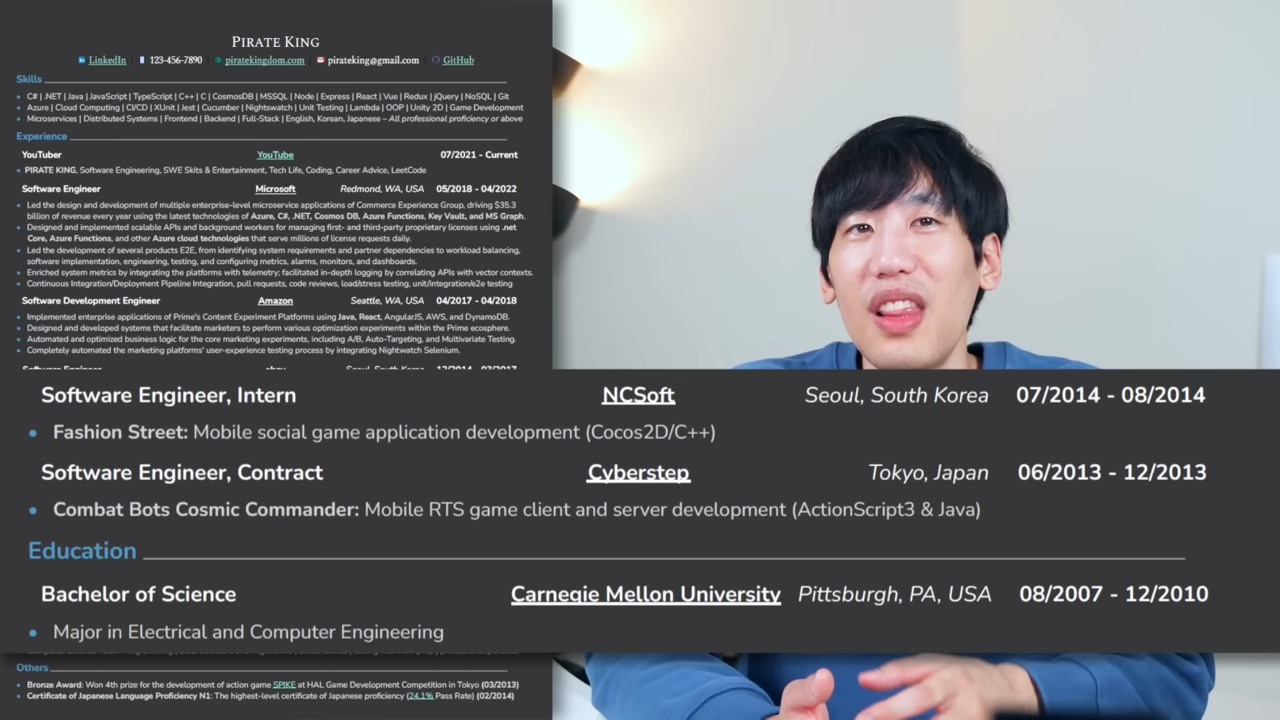 PIRATE KING
LinkedIn 123-456-7890 piratekingdom.com pirateking@gmail.com GitHub
Skills
C# | .NET | Java | JavaScript | TypeScript | C++ | C | CosmosDB | MSSQL | Node | Express | React | Vue | Redux | jQuery | NoSQL | Git
Azure | Cloud Computing | CI/CD | XUnit | Jest | Cucumber | Nightswatch | Unit Testing | Lambda | OOP | Unity 2D | Game Development
Microservices | Distributed Systems | Frontend | Backend | Full-Stack | English, Korean, Japanese – All professional proficiency or above
Experience
YouTuber YouTube 07/2021 - Current
PIRATE KING, Software Engineering, SWE Skits & Entertainment, Tech Life, Coding, Career Advice, LeetCode
Software Engineer Microsoft Redmond, WA, USA 05/2018 - 04/2022
Led the design and development of multiple enterprise-level microservice applications of Commerce Experience Group, driving $35.3
billion of revenue every year using the latest technologies of Azure, C#, .NET, Cosmos DB, Azure Functions, Key Vault, and MS Graph.
Designed and implemented scalable APIs and background workers for managing first- and third-party proprietary licenses using .net
Core, Azure Functions, and other Azure cloud technologies that serve millions of license requests daily.
Led the development of several products E2E, from identifying system requirements and partner dependencies to workload balancing,
software implementation, engineering, testing, and configuring metrics, alarms, monitors, and dashboards.
Enriched system metrics by integrating the platforms with telemetry; facilitated in-depth logging by correlating APIs with vector contexts.
Continuous Integration/Deployment Pipeline Integration, pull requests, code reviews, load/stress testing, unit/integration/e2e testing
Software Development Engineer Amazon Seattle, WA, USA 04/2017 - 04/2018
Implemented enterprise applications of Prime's Content Experiment Platforms using Java, React, AngularJS, AWS, and DynamoDB.
Designed and developed systems that facilitate marketers to perform various optimization experiments within the Prime ecosphere.
Automated and optimized business logic for the core marketing experiments, including A/B, Auto-Targeting, and Multivariate Testing.
Completely automated the marketing platforms' user-experience testing process by integrating Nightwatch Selenium.
Software Engineer, Intern NCSoft Seoul, South Korea 07/2014 - 08/2014
Fashion Street: Mobile social game application development (Cocos2D/C++)
Software Engineer, Contract Cyberstep Tokyo, Japan 06/2013 - 12/2013
Combat Bots Cosmic Commander: Mobile RTS game client and server development (ActionScript3 & Java)
Education
Bachelor of Science Carnegie Mellon University Pittsburgh, PA, USA 08/2007 - 12/2010
Major in Electrical and Computer Engineering
Others
Bronze Award: Won 4th prize for the development of action game SPIKE at HAL Game Development Competition in Tokyo (03/2013)
Certificate of Japanese Language Proficiency N1: The highest-level certificate of Japanese proficiency (24.1% Pass Rate) (02/2014)